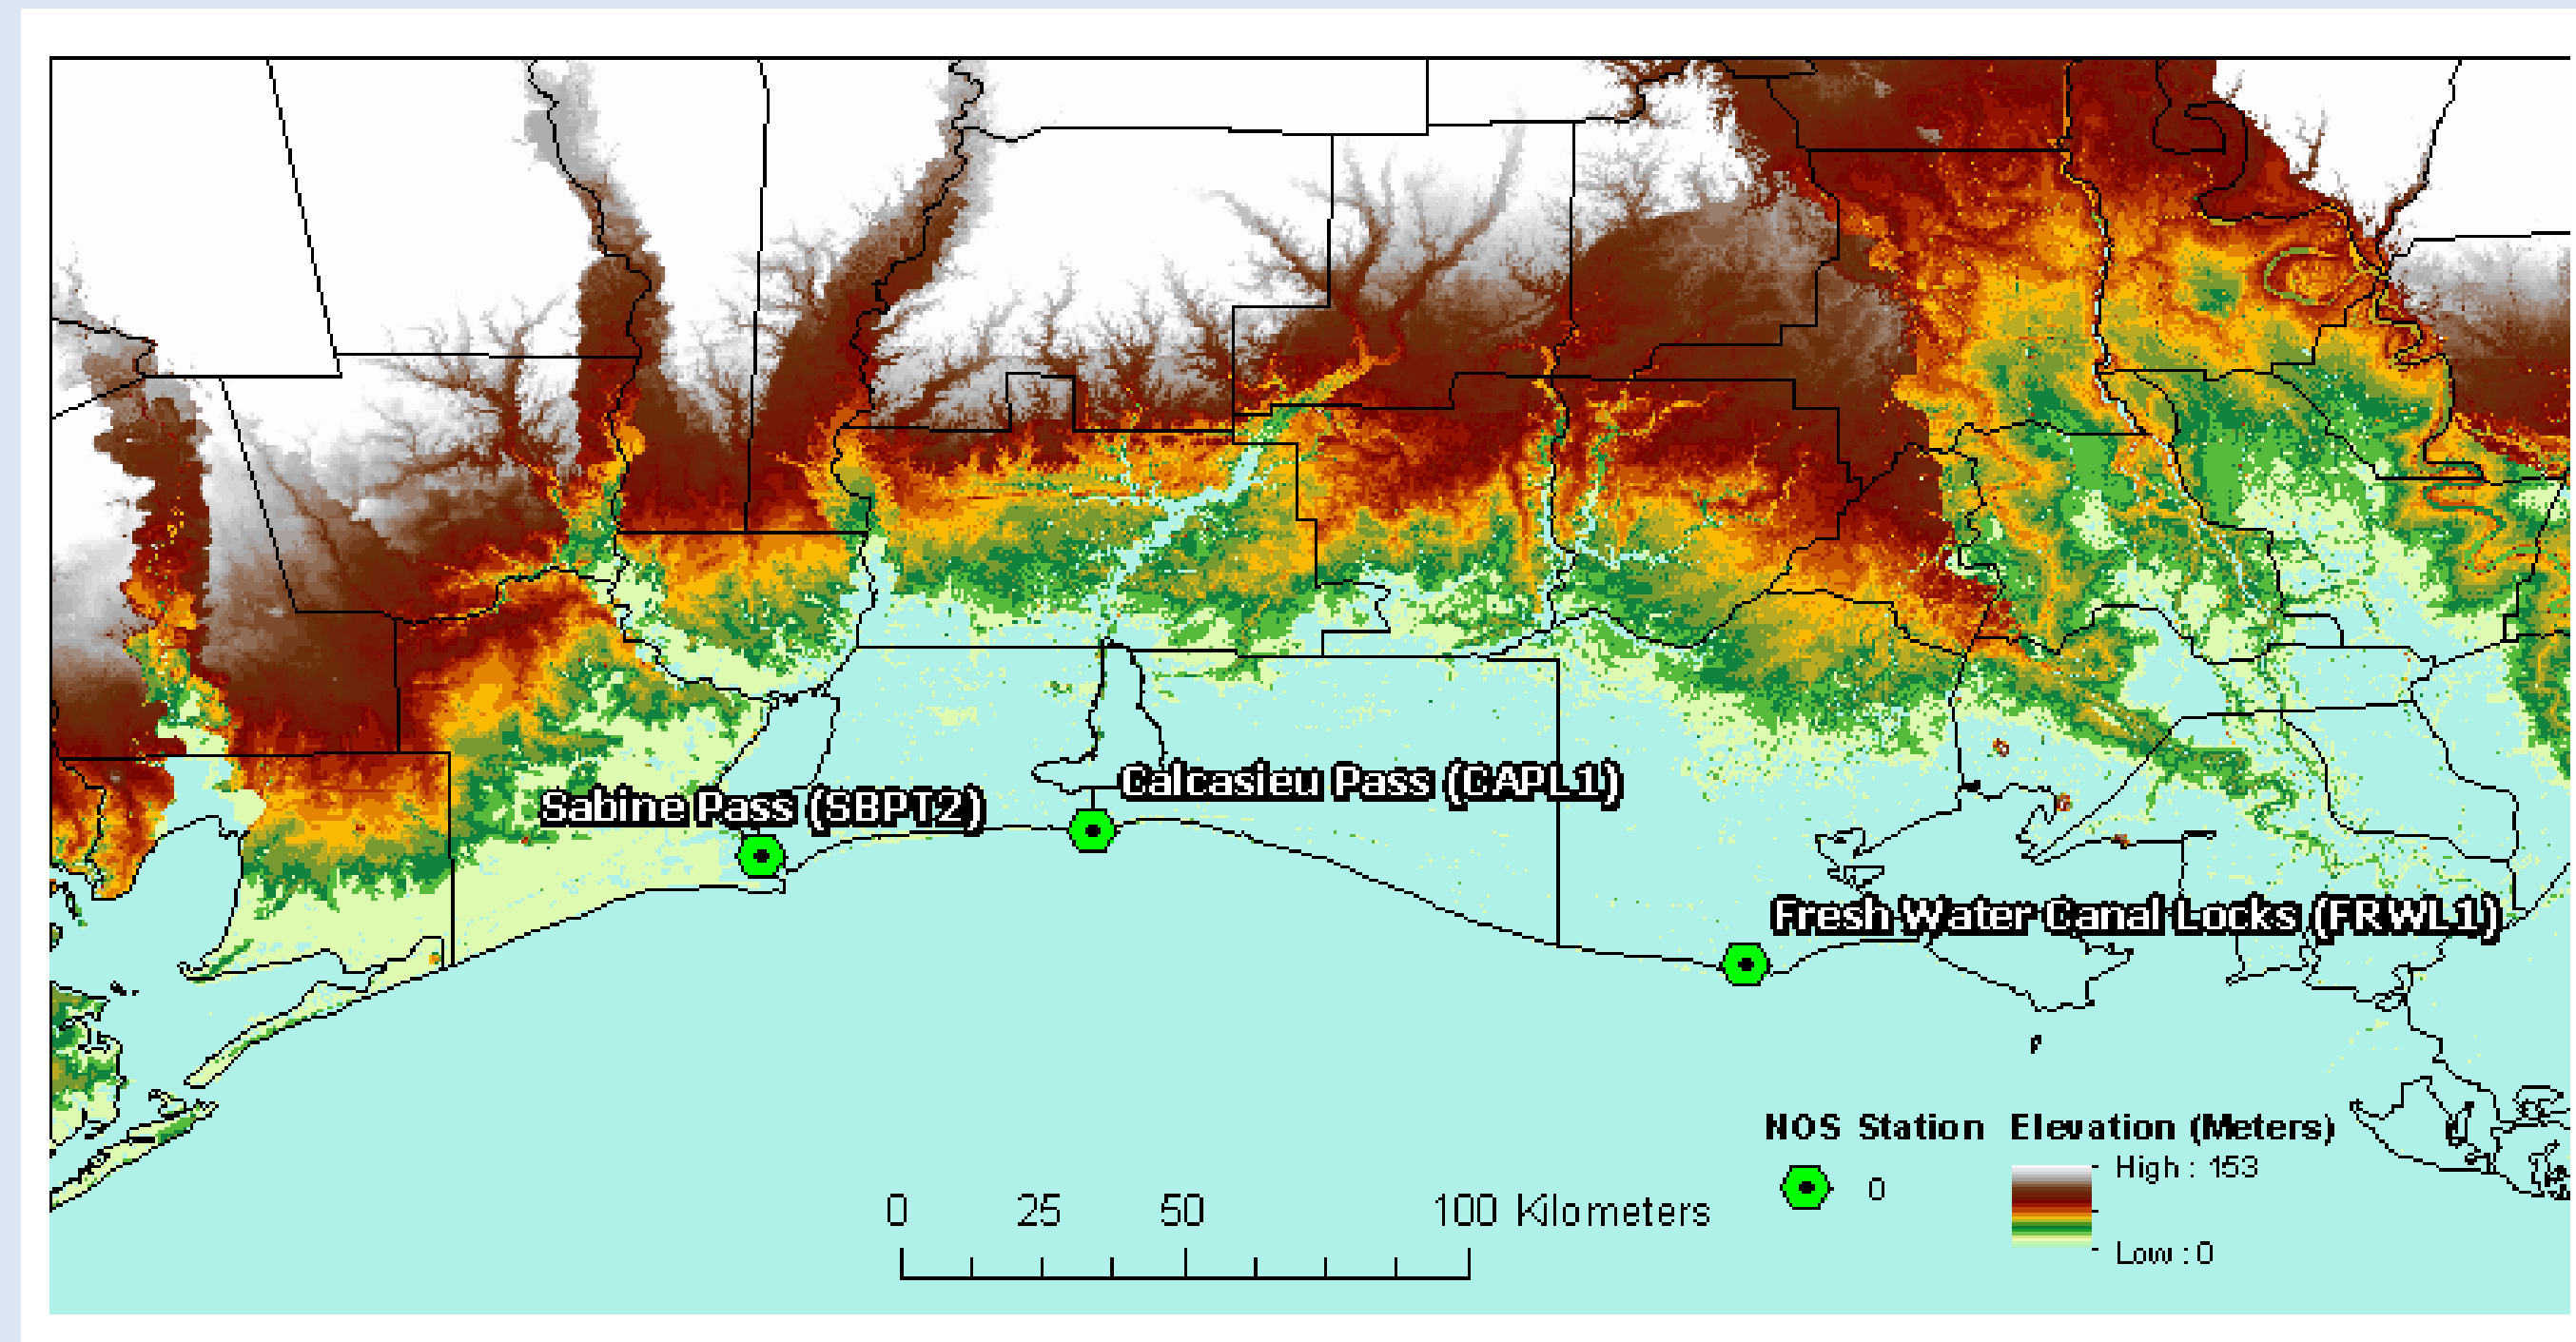 Calcasieu Pass (CAPL1)
Sabine Pass (SBPT2)
Fresh Water Canal Locks (FRWL1)
NOS Station
0
Elevation (Meters)
High : 153
Low : 0
0 25 50 100 Kilometers